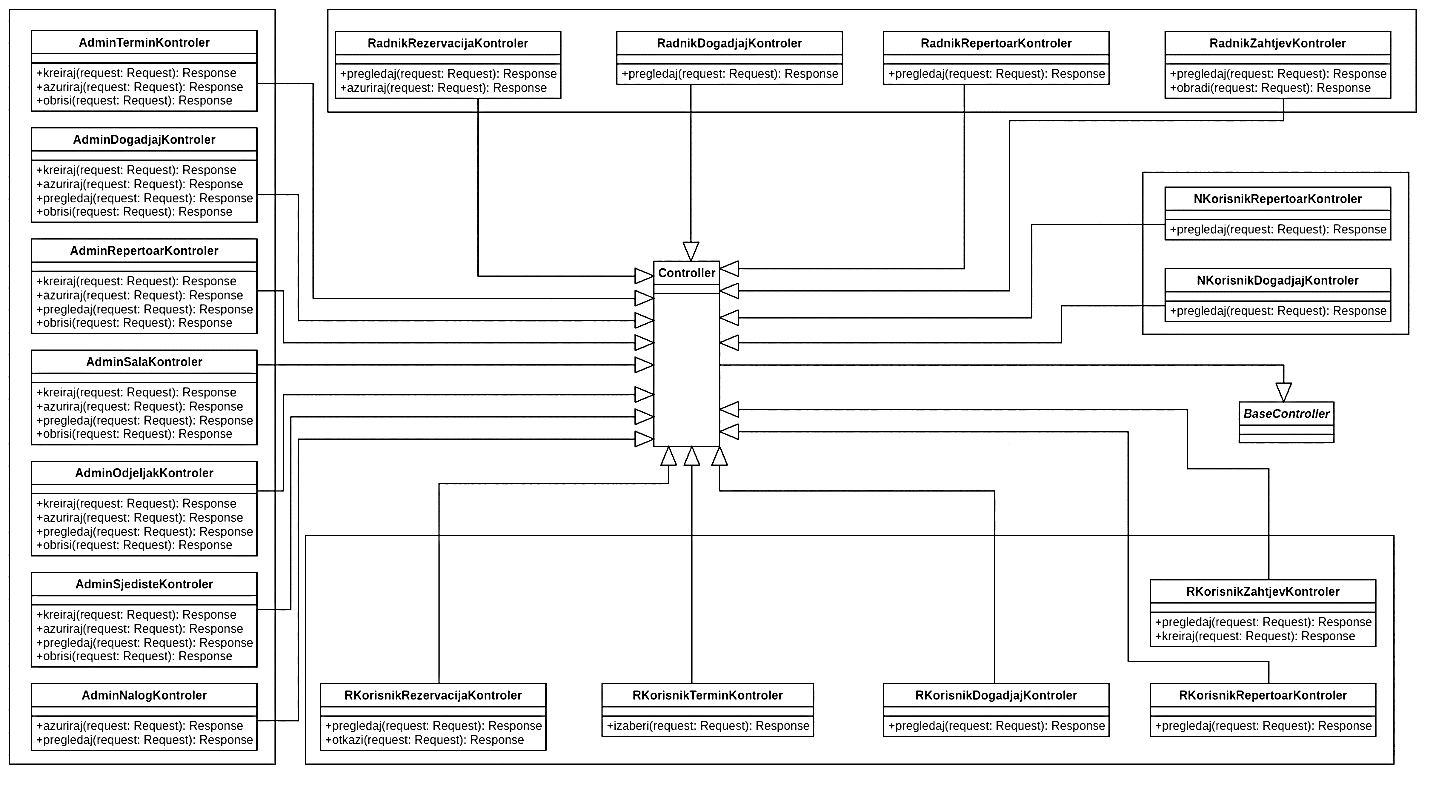 AdminTerminKontroler
+kreiraj(request: Request): Response
+azuriraj(request: Request): Response
+obrisi(request: Request): Response
AdminDogadjajKontroler
+kreiraj(request: Request): Response
+azuriraj(request: Request): Response
+pregledaj(request: Request): Response
+obrisi(request: Request): Response
AdminRepertoarKontroler
+kreiraj(request: Request): Response
+azuriraj(request: Request): Response
+pregledaj(request: Request): Response
+obrisi(request: Request): Response
AdminSalaKontroler
+kreiraj(request: Request): Response
+azuriraj(request: Request): Response
+pregledaj(request: Request): Response
+obrisi(request: Request): Response
AdminOdjeljakKontroler
+kreiraj(request: Request): Response
+azuriraj(request: Request): Response
+pregledaj(request: Request): Response
+obrisi(request: Request): Response
AdminSjedisteKontroler
+kreiraj(request: Request): Response
+azuriraj(request: Request): Response
+pregledaj(request: Request): Response
+obrisi(request: Request): Response
AdminNalogKontroler
+azuriraj(request: Request): Response
+pregledaj(request: Request): Response
RadnikRezervacijaKontroler
+pregledaj(request: Request): Response
+azuriraj(request: Request): Response
RadnikDogadjajKontroler
+pregledaj(request: Request): Response
RadnikRepertoarKontroler
+pregledaj(request: Request): Response
RadnikZahtjevKontroler
+pregledaj(request: Request): Response
+obradi(request: Request): Response
NKorisnikRepertoarKontroler
+pregledaj(request: Request): Response
NKorisnikDogadjajKontroler
+pregledaj(request: Request): Response
Controller
BaseController
RKorisnikZahtjevKontroler
+pregledaj(request: Request): Response
+kreiraj(request: Request): Response
RKorisnikRezervacijaKontroler
+pregledaj(request: Request): Response
+otkazi(request: Request): Response
RKorisnikTerminKontroler
+izaberi(request: Request): Response
RKorisnikDogadjajKontroler
+pregledaj(request: Request): Response
RKorisnikRepertoarKontroler
+pregledaj(request: Request): Response